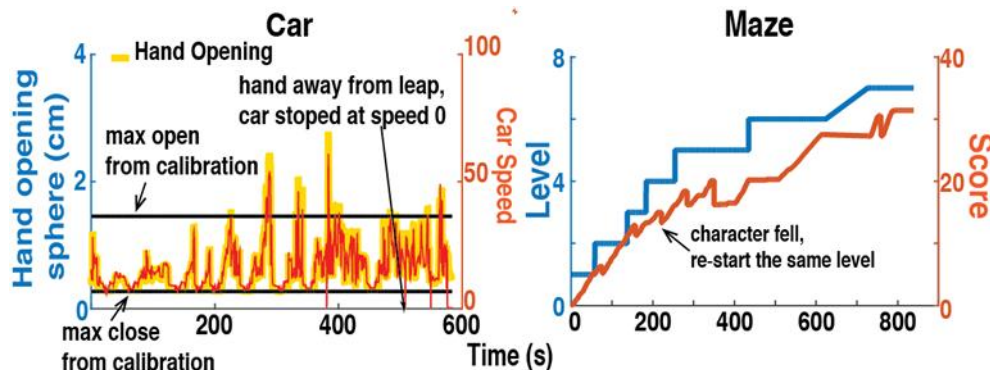 Car
Hand opening
sphere (cm)
4
2
0
Hand Opening
max open
from calibration
hand away from leap,
car stoped at speed 0
max close
from calibration
200
400
600
100
50
0
Car Speed
Time (s)
Maze
Level
8
4
0
character fell,
re-start the same level
0
200
400
600
800
40
20
0
Score